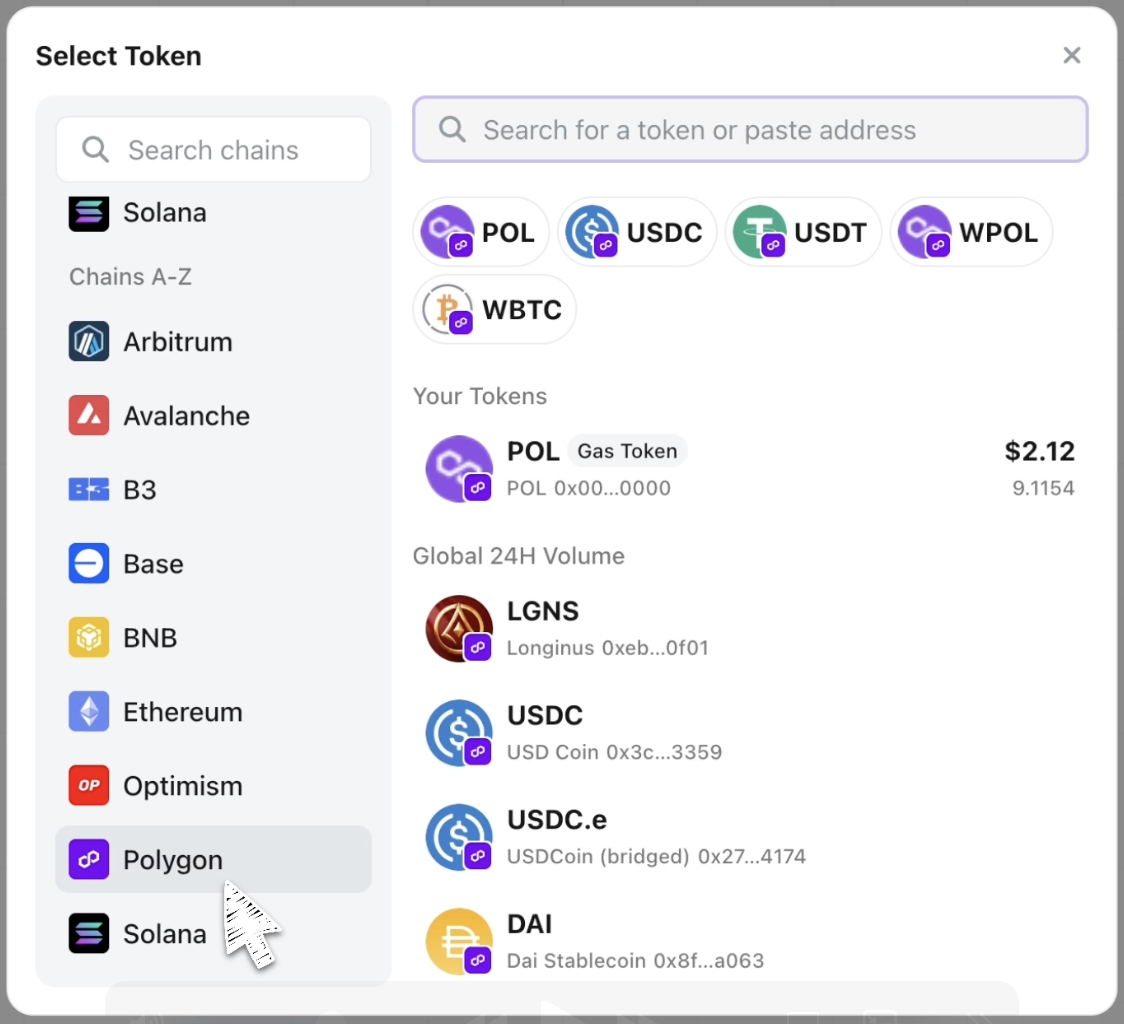 Select Token
Search chains
Solana
Chains A-Z
Arbitrum
Avalanche
B3
B3
Base
BNB
Ethereum
OP
Optimism
Polygon
Solana
Search for a token or paste address
POL
USDC
USDT
WPOL
WBTC
Your Tokens
POL Gas Token $2.12
POL 0x00...0000 9.1154
Global 24H Volume
LGNS
Longinus 0xeb...0f01
USDC
USD Coin 0x3c...3359
USDC.e
USDCoin (bridged) 0x27...4174
DAI
Dai Stablecoin 0x8f...a063